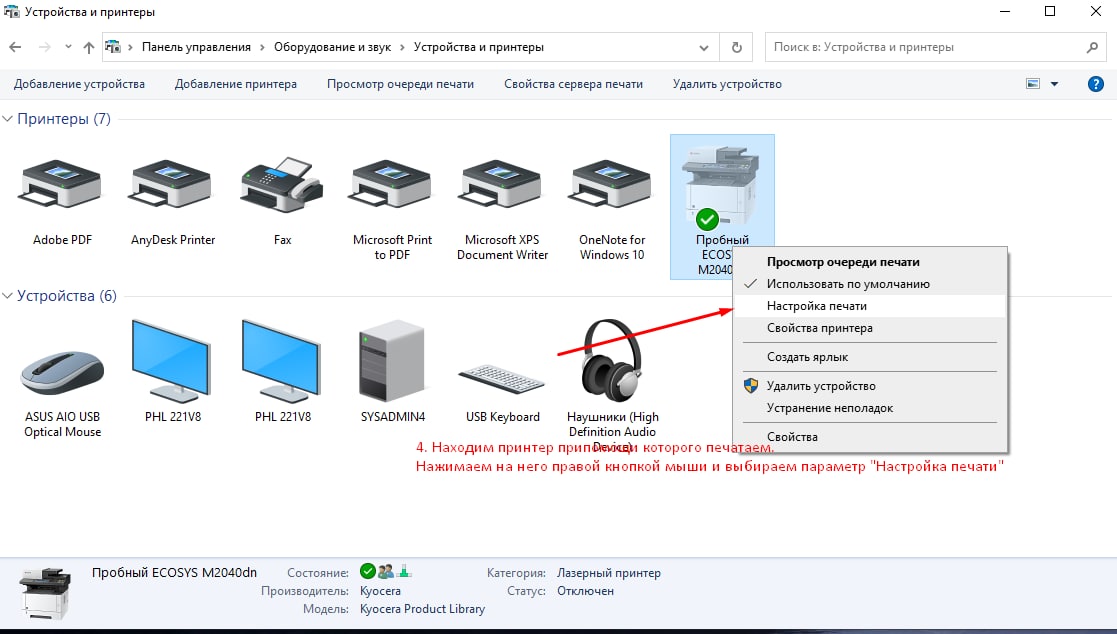 Устройства и принтеры
Панель управления › Оборудование и звук › Устройства и принтеры
Поиск в: Устройства и принтеры
Добавление устройства Добавление принтера Просмотр очереди печати Свойства сервера печати Удалить устройство
Принтеры (7)
Adobe PDF
AnyDesk Printer
Fax
Microsoft Print
to PDF
Microsoft XPS
Document Writer
OneNote for
Windows 10
Пробный
ECOS
M2040
Просмотр очереди печати
Использовать по умолчанию
Настройка печати
Свойства принтера
Создать ярлык
Удалить устройство
Устранение неполадок
Свойства
Устройства (6)
ASUS AIO USB
Optical Mouse
PHL 221V8
PHL 221V8
SYSADMIN4
USB Keyboard
Наушники (High
Definition Audio
Device)
4. Находим принтер припомощи которого печатаем.
Нажимаем на него правой кнопкой мыши и выбираем параметр "Настройка печати"
Пробный ECOSYS M2040dn
Состояние:
Категория: Лазерный принтер
Производитель: Kyocera
Статус: Отключен
Модель: Kyocera Product Library